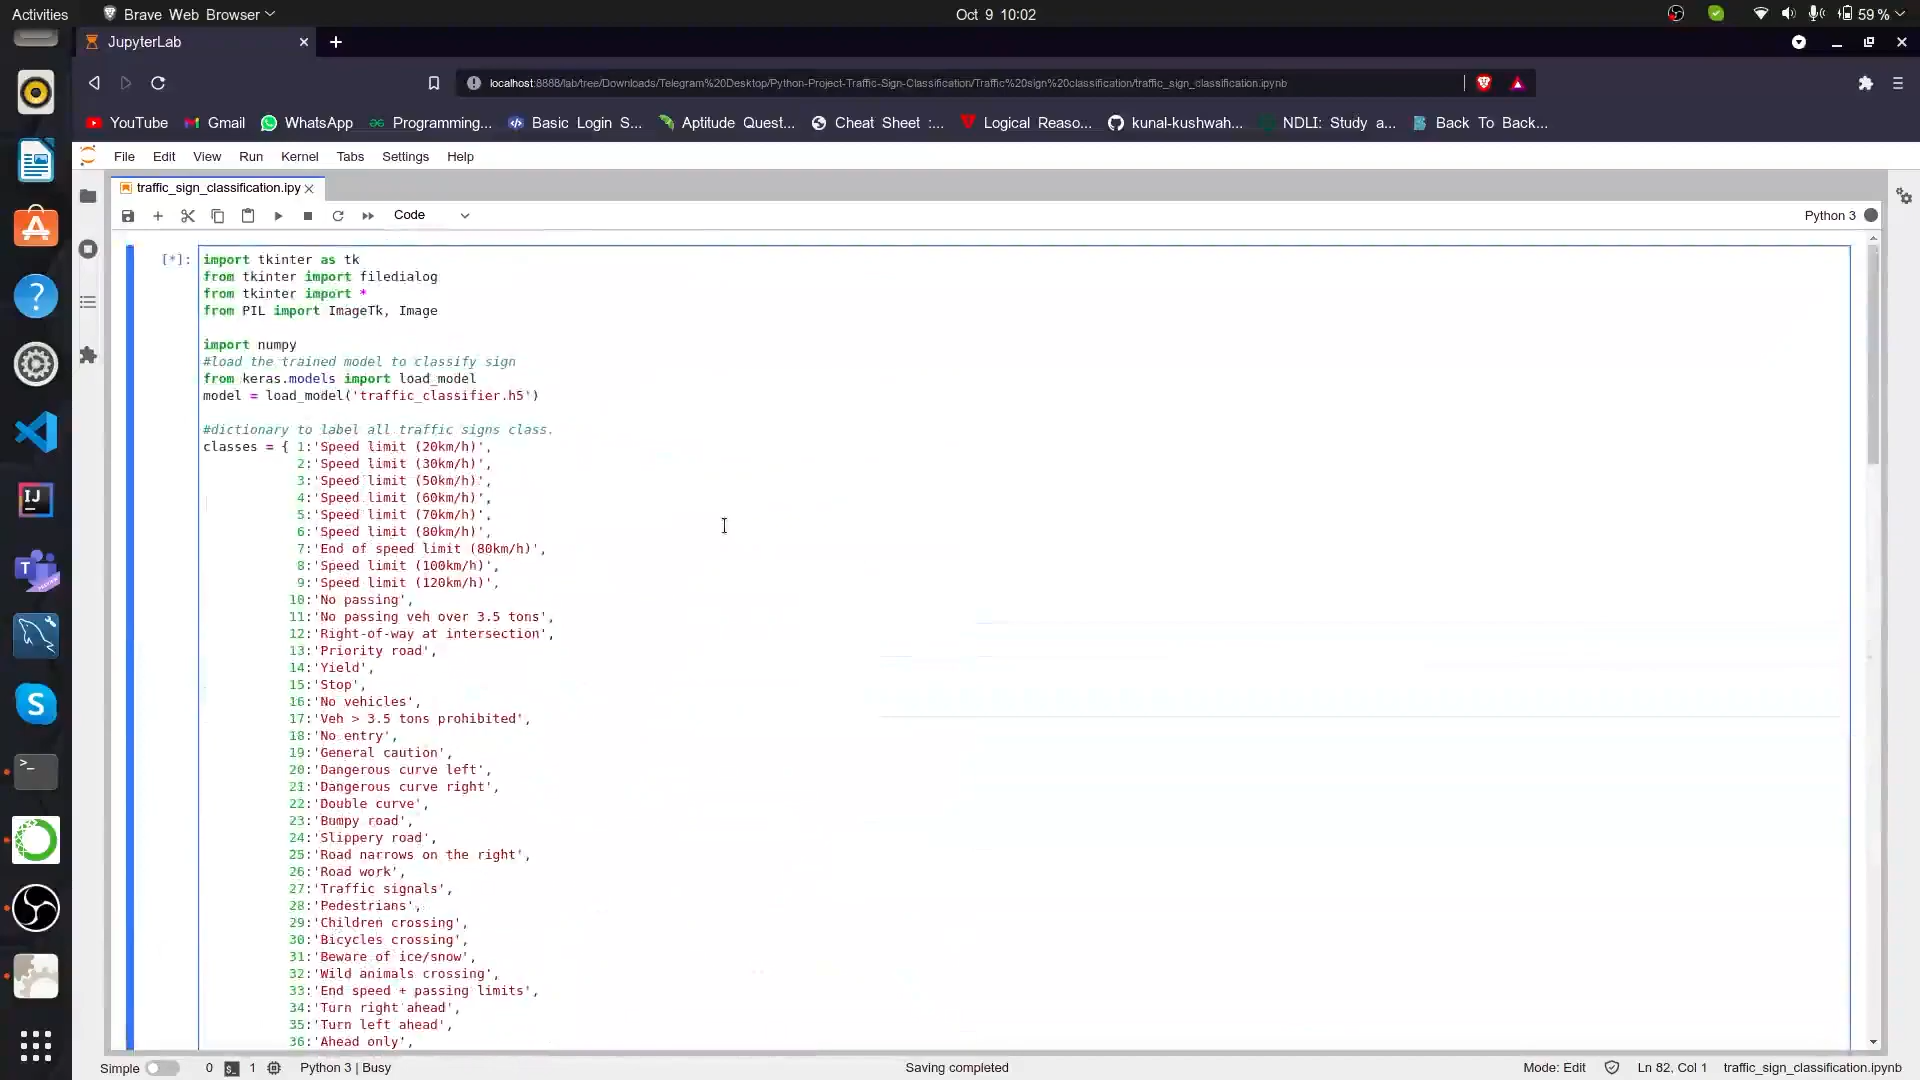 Activities
Brave Web Browser
Oct 9 10:02
59 %
JupyterLab
localhost:8888/lab/tree/Downloads/Telegram%20Desktop/Python-Project-Traffic-Sign-Classification/Traffic%20sign%20classification/traffic_sign_classification.ipynb
YouTube
Gmail
WhatsApp
Programming...
Basic Login S...
Aptitude Quest...
Cheat Sheet :...
Logical Reaso...
kunal-kushwah...
NDLI: Study a...
Back To Back...
File
Edit
View
Run
Kernel
Tabs
Settings
Help
traffic_sign_classification.ipy
Code
Python 3
[*]:
import tkinter as tk
from tkinter import filedialog
from tkinter import *
from PIL import ImageTk, Image
import numpy
#load the trained model to classify sign
from keras.models import load_model
model = load_model('traffic_classifier.h5')
#dictionary to label all traffic signs class.
classes = { 1:'Speed limit (20km/h)',
2:'Speed limit (30km/h)',
3:'Speed limit (50km/h)',
4:'Speed limit (60km/h)',
5:'Speed limit (70km/h)',
6:'Speed limit (80km/h)',
7:'End of speed limit (80km/h)',
8:'Speed limit (100km/h)',
9:'Speed limit (120km/h)',
10:'No passing',
11:'No passing veh over 3.5 tons',
12:'Right-of-way at intersection',
13:'Priority road',
14:'Yield',
15:'Stop',
16:'No vehicles',
17:'Veh > 3.5 tons prohibited',
18:'No entry',
19:'General caution',
20:'Dangerous curve left',
21:'Dangerous curve right',
22:'Double curve',
23:'Bumpy road',
24:'Slippery road',
25:'Road narrows on the right',
26:'Road work',
27:'Traffic signals',
28:'Pedestrians',
29:'Children crossing',
30:'Bicycles crossing',
31:'Beware of ice/snow',
32:'Wild animals crossing',
33:'End speed + passing limits',
34:'Turn right ahead',
35:'Turn left ahead',
36:'Ahead only',
Simple
0
1
Python 3 | Busy
Saving completed
Mode: Edit
Ln 82, Col 1
traffic_sign_classification.ipynb